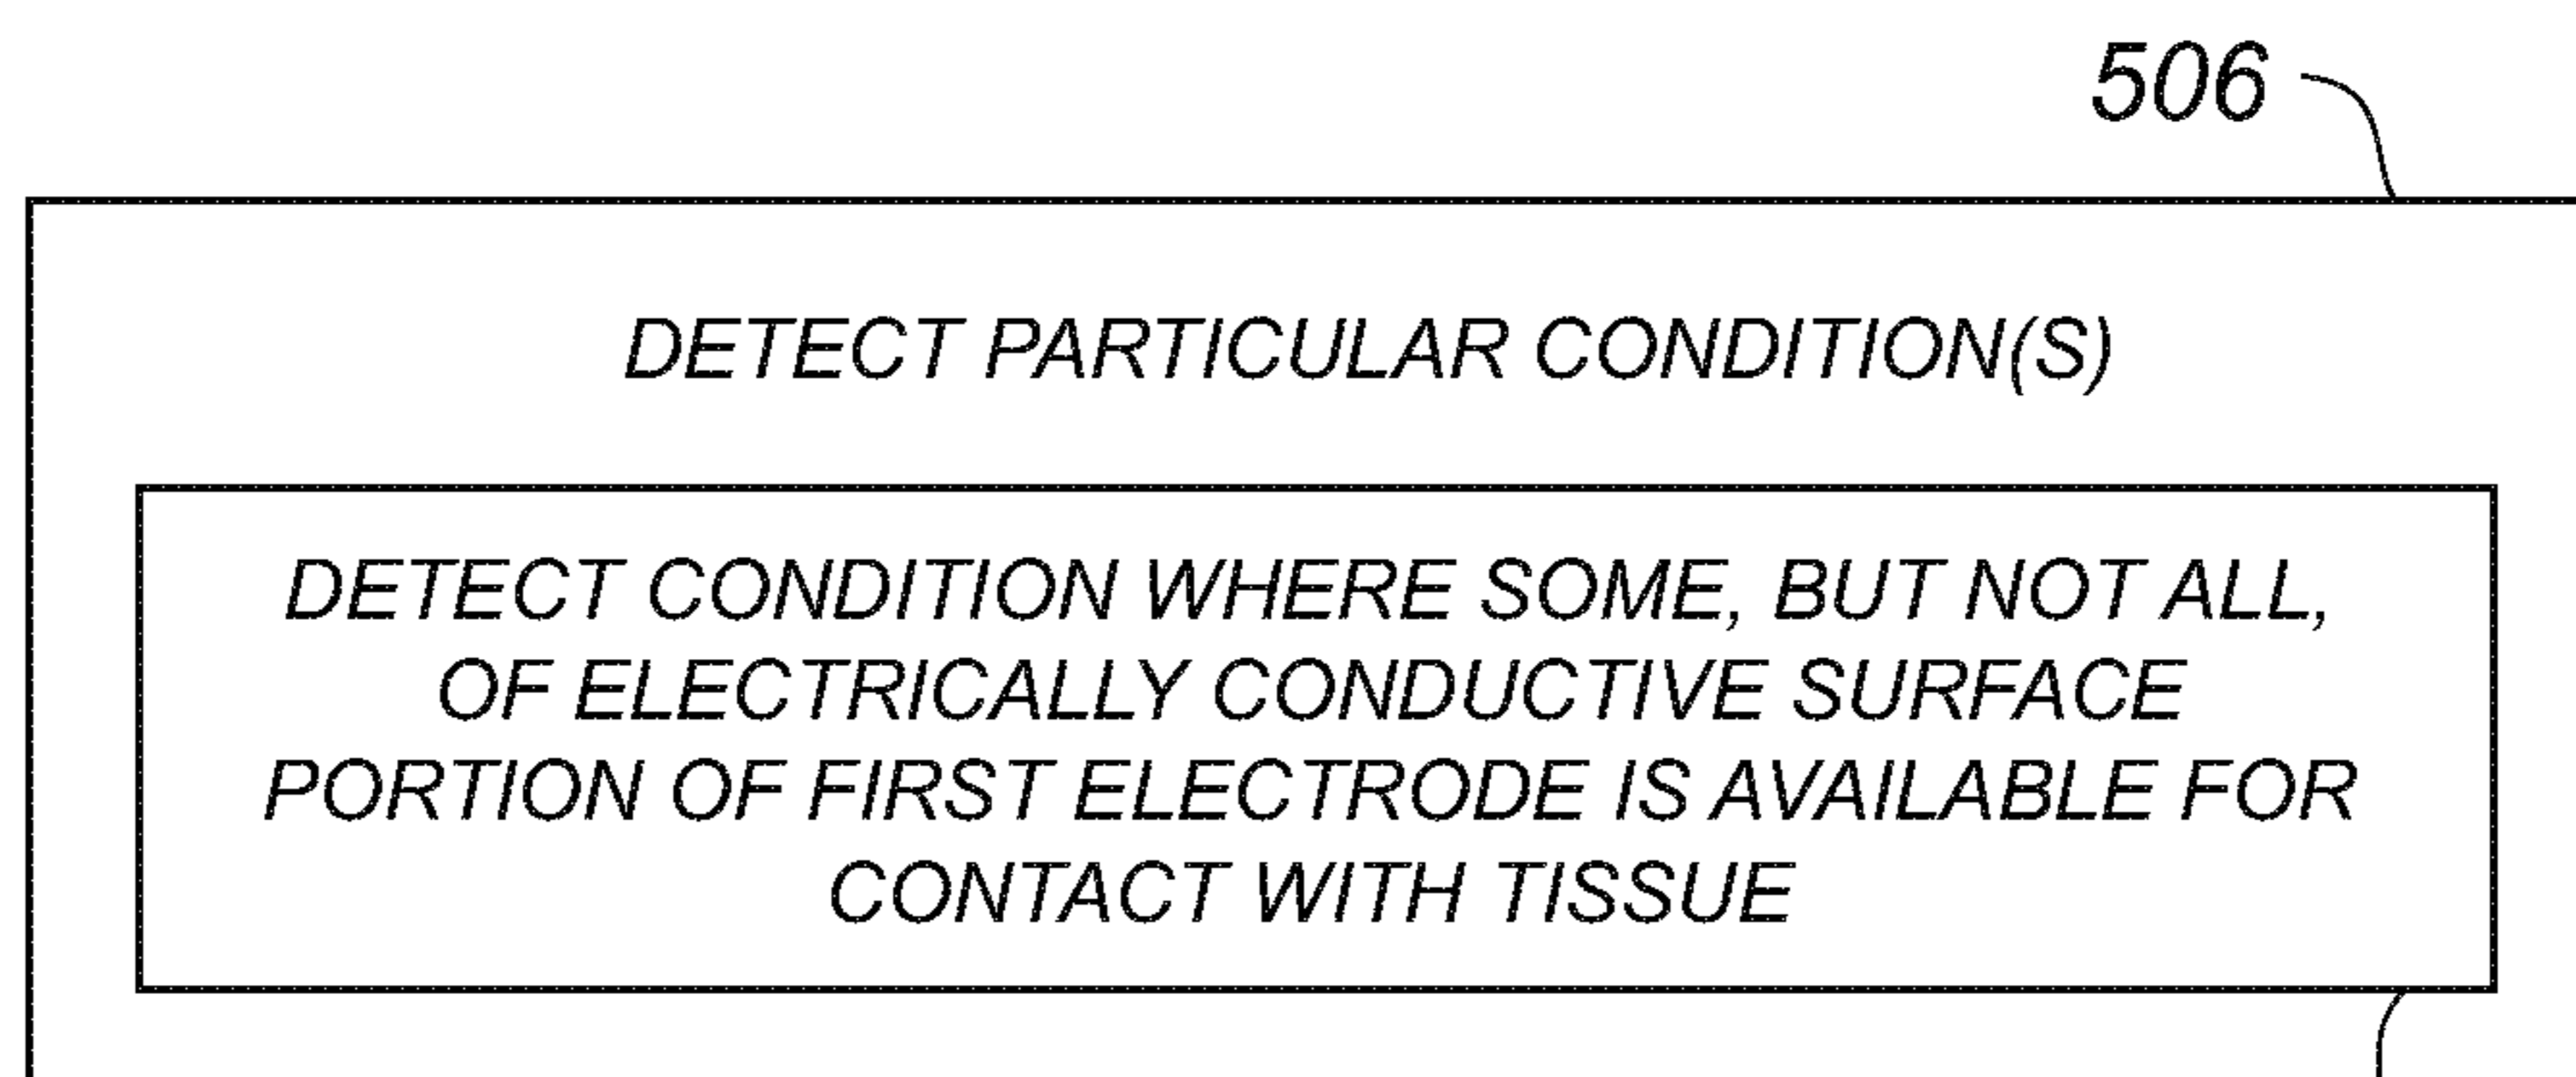 506
DETECT PARTICULAR CONDITION(S)
DETECT CONDITION WHERE SOME, BUT NOT ALL,
OF ELECTRICALLY CONDUCTIVE SURFACE
PORTION OF FIRST ELECTRODE IS AVAILABLE FOR
CONTACT WITH TISSUE